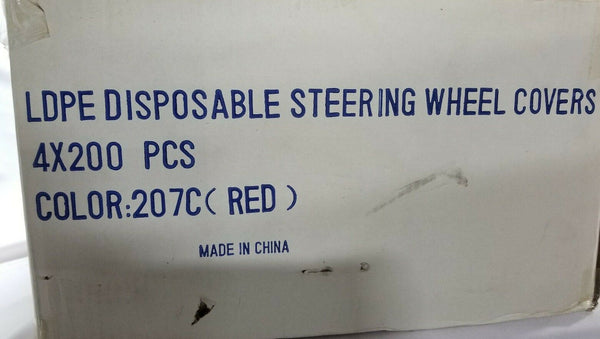 LDPE DISPOSABLE STEERING WHEEL COVERS
4X200 PCS
COLOR:207C( RED )
MADE IN CHINA